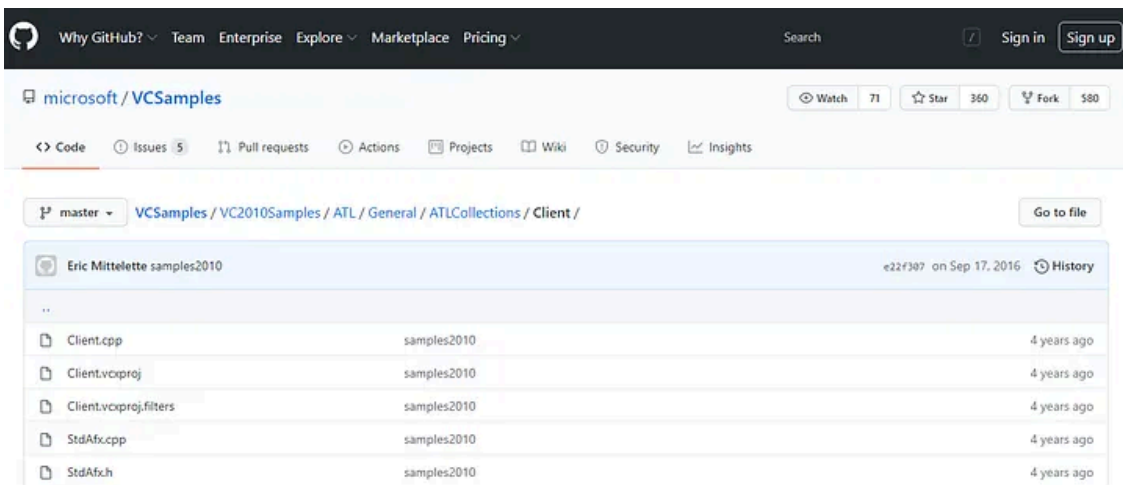 Why GitHub? Team Enterprise Explore Marketplace Pricing Search / Sign in Sign up
microsoft / VCSamples Watch 71 Star 360 Fork 580
<> Code Issues 5 Pull requests Actions Projects Wiki Security Insights
master VCSamples / VC2010Samples / ATL / General / ATLCollections / Client / Go to file
Eric Mittelette samples2010 e22f307 on Sep 17, 2016 History
..
Client.cpp samples2010 4 years ago
Client.vcxproj samples2010 4 years ago
Client.vcxproj.filters samples2010 4 years ago
StdAfx.cpp samples2010 4 years ago
StdAfx.h samples2010 4 years ago